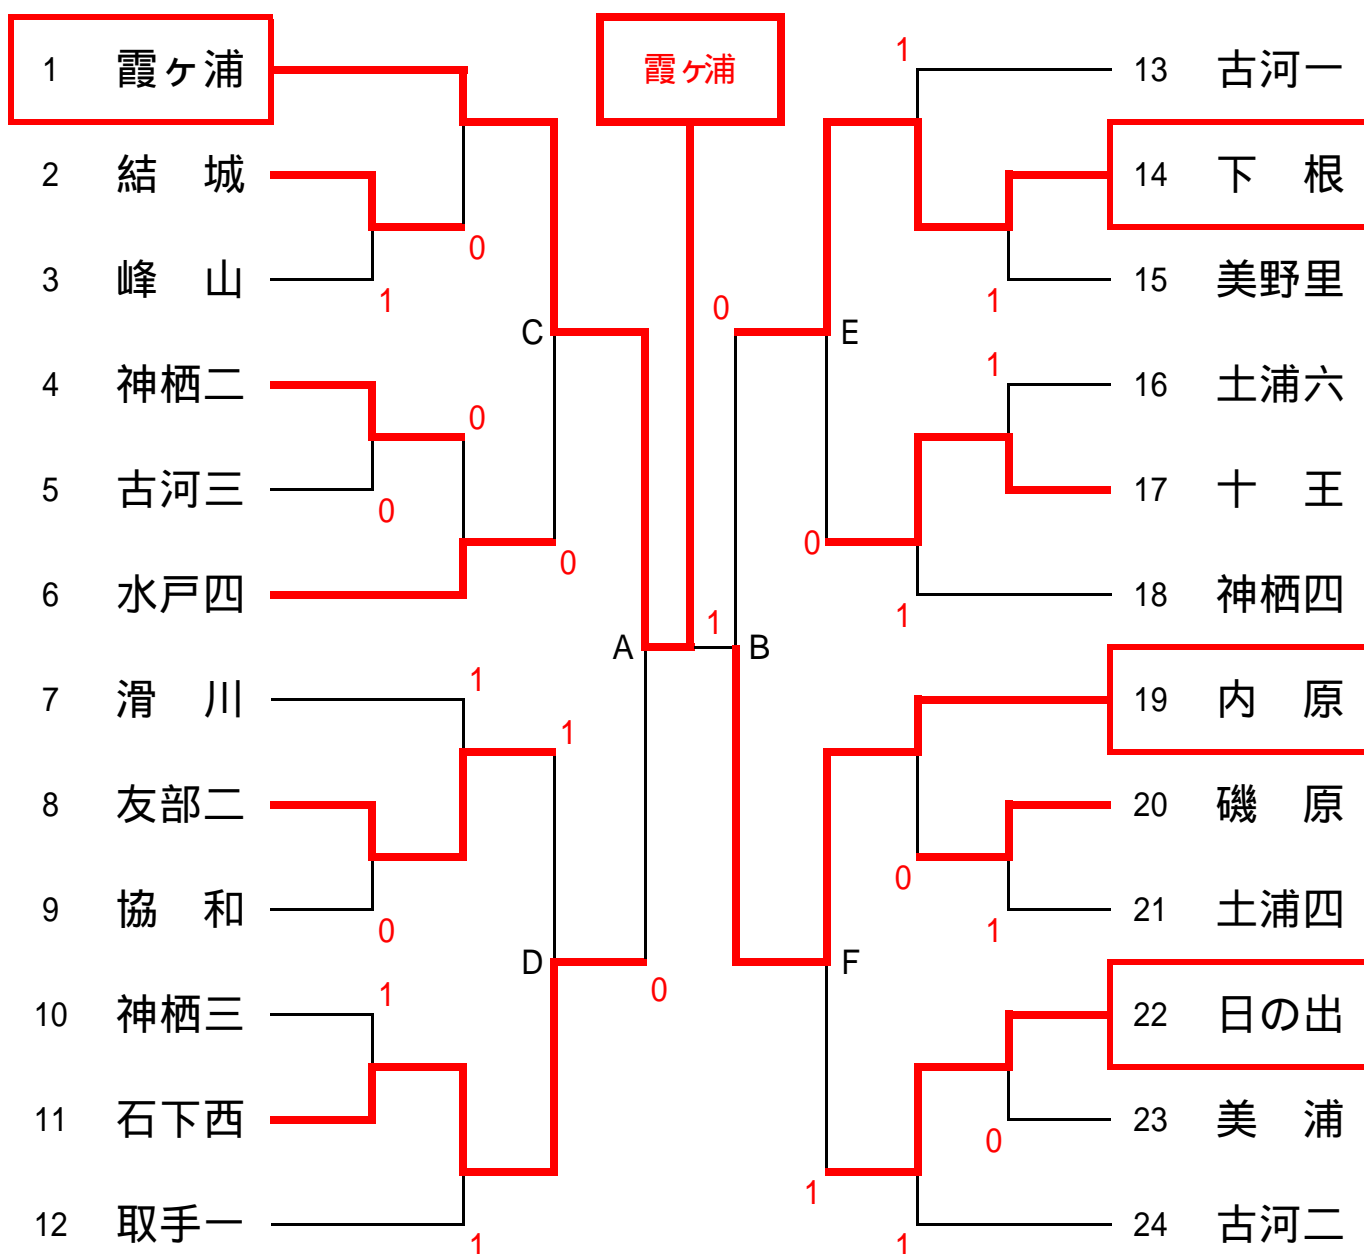 霞ヶ浦
1 霞ヶ浦
2 結 城
0
3 峰 山
1
C
4 神栖二
0
5 古河三
0
0
6 水戸四
A
7 滑 川
1
1
8 友部二
9 協 和
0
D
0
10 神栖三
1
11 石下西
12 取手一
1
1
13 古河一
14 下 根
15 美野里
1
0
E
1
16 土浦六
17 十 王
0
18 神栖四
1
1
B
19 内 原
20 磯 原
0
21 土浦四
1
F
22 日の出
23 美 浦
0
1
24 古河二
1